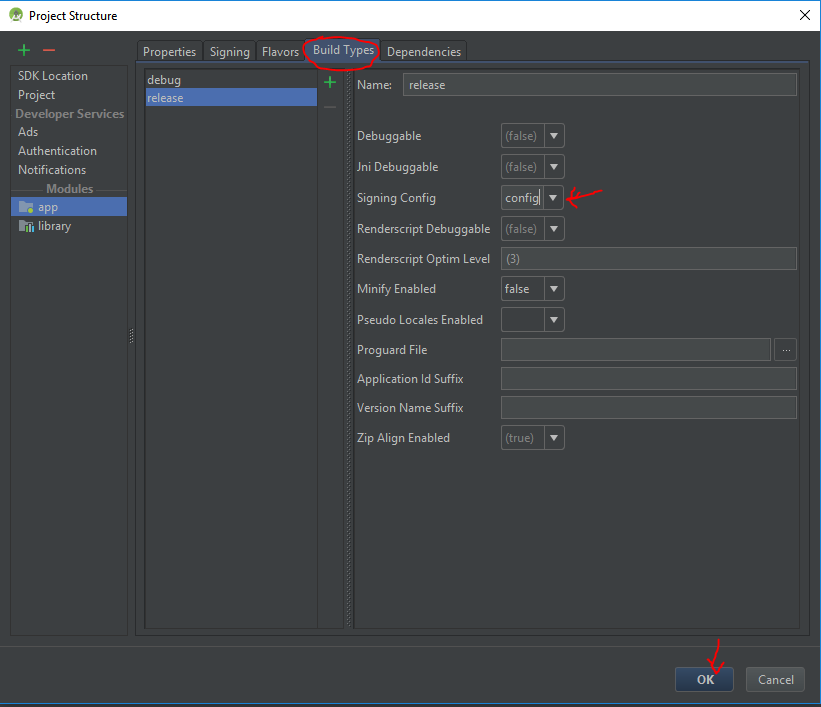 Project Structure
Properties Signing Flavors Build Types Dependencies
SDK Location
Project
Developer Services
Ads
Authentication
Notifications
Modules
app
library
debug
release
Name: release
Debuggable (false)
Jni Debuggable (false)
Signing Config config
Renderscript Debuggable (false)
Renderscript Optim Level (3)
Minify Enabled false
Pseudo Locales Enabled
Proguard File ...
Application Id Suffix
Version Name Suffix
Zip Align Enabled (true)
OK Cancel